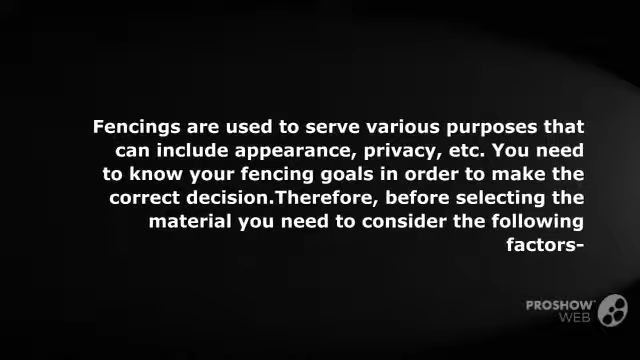 Fencings are used to serve various purposes that
can include appearance, privacy, etc. You need
to know your fencing goals in order to make the
correct decision.Therefore, before selecting the
material you need to consider the following
factors-
PROSHOW
WEB